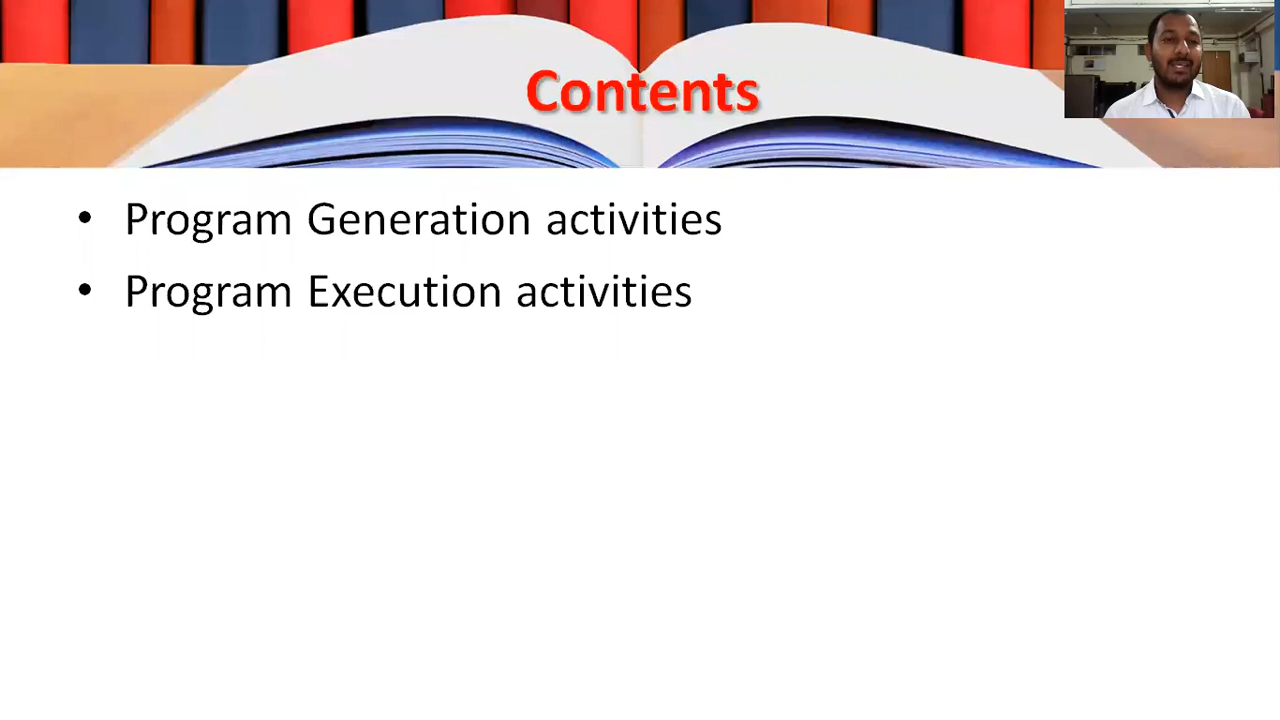 Contents
• Program Generation activities
• Program Execution activities